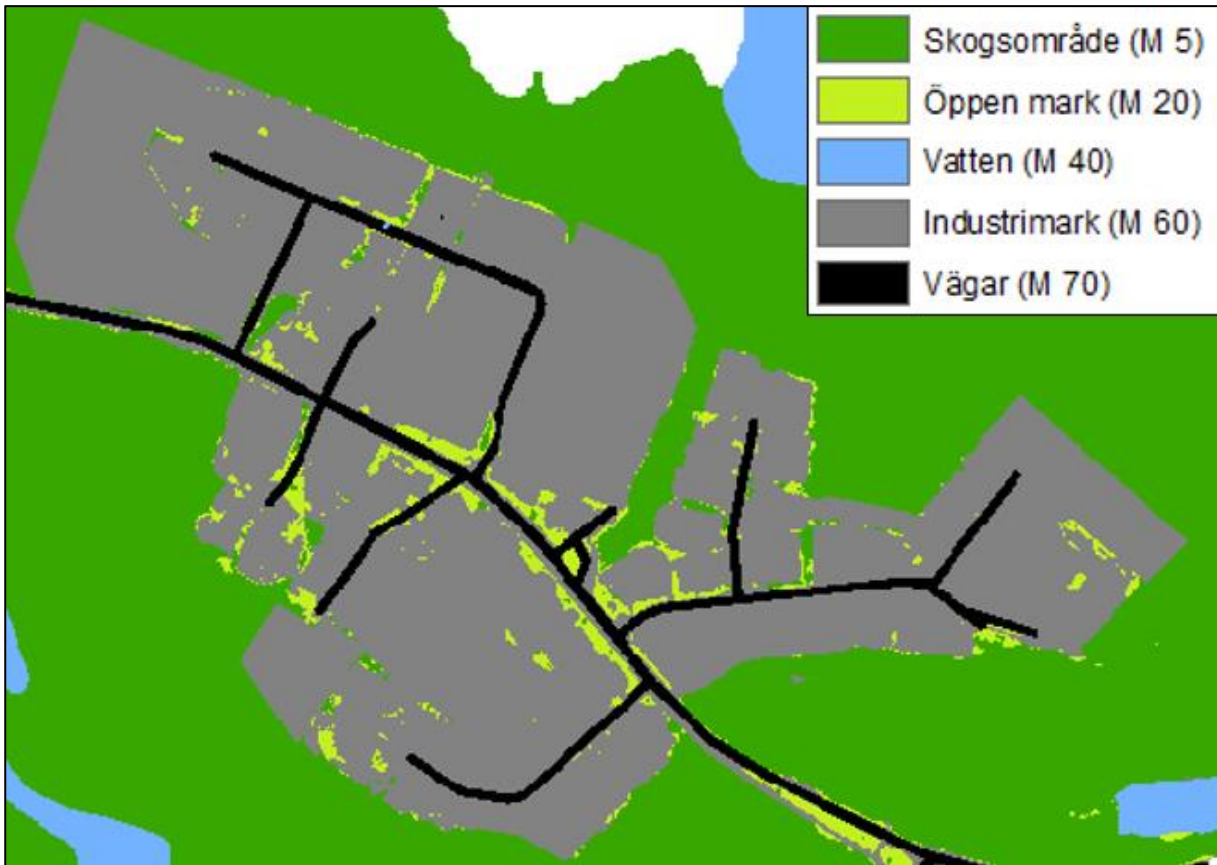 Skogsområde (M 5)
Öppen mark (M 20)
Vatten (M 40)
Industrimark (M 60)
Vägar (M 70)